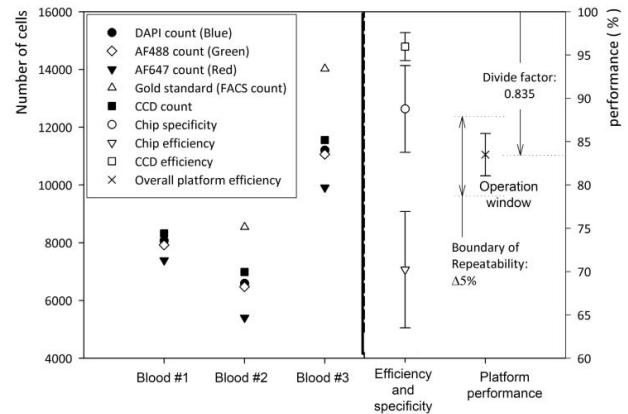 Number of cells
16000
14000
12000
10000
8000
6000
4000
DAPI count (Blue)
AF488 count (Green)
AF647 count (Red)
Gold standard (FACS count)
CCD count
Chip specificity
Chip efficiency
CCD efficiency
Overall platform efficiency
Divide factor:
0.835
Operation
window
Boundary of
Repeatability:
Δ5%
100
95
90
85
80
75
70
65
60
performance ( % )
Blood #1
Blood #2
Blood #3
Efficiency
and
specificity
Platform
performance